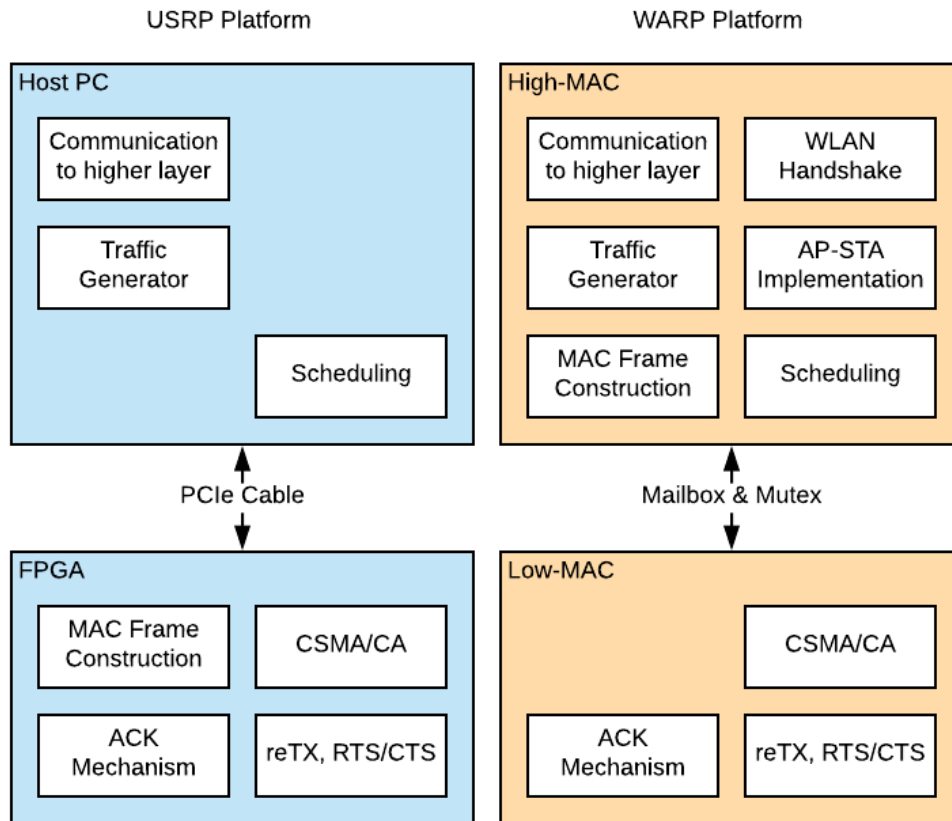 USRP Platform
WARP Platform
Host PC
Communication
to higher layer
Traffic
Generator
Scheduling
High-MAC
Communication
to higher layer
WLAN
Handshake
Traffic
Generator
AP-STA
Implementation
MAC Frame
Construction
Scheduling
PCIe Cable
Mailbox & Mutex
FPGA
MAC Frame
Construction
CSMA/CA
ACK
Mechanism
reTX, RTS/CTS
Low-MAC
CSMA/CA
ACK
Mechanism
reTX, RTS/CTS